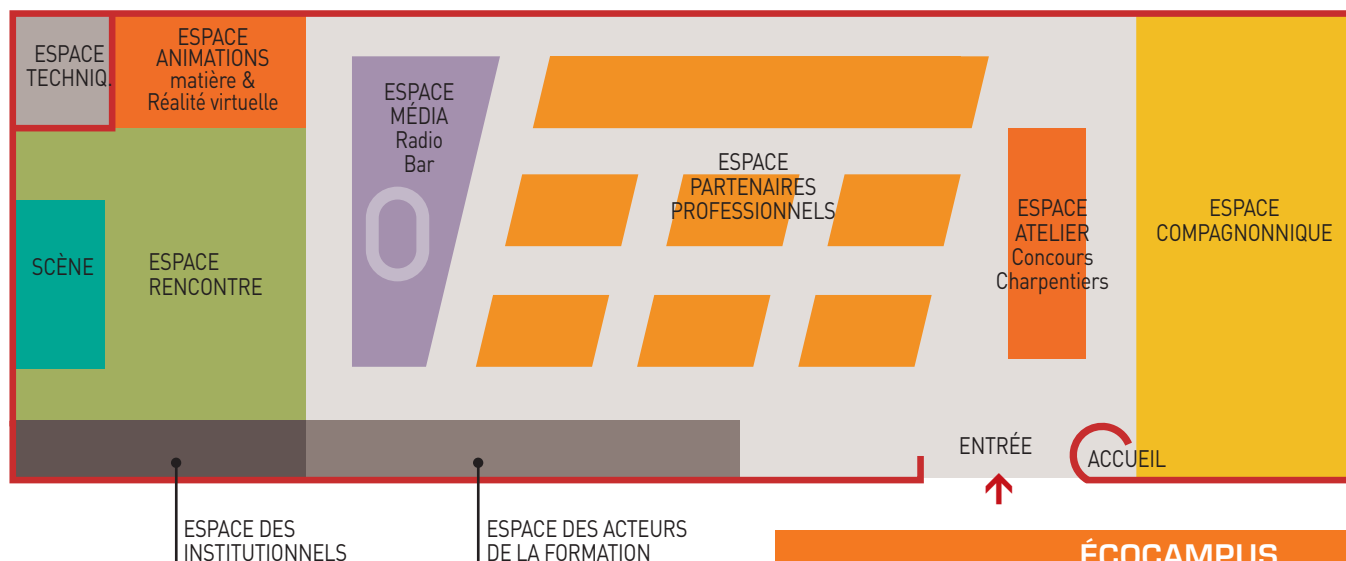 ESPACE
TECHNIQ.
ESPACE
ANIMATIONS
matière &
Réalité virtuelle
ESPACE
MÉDIA
Radio
Bar
ESPACE
PARTENAIRES
PROFESSIONNELS
ESPACE
ATELIER
Concours
Charpentiers
ESPACE
COMPAGNONNIQUE
SCÈNE
ESPACE
RENCONTRE
ENTRÉE
ACCUEIL
ESPACE DES
INSTITUTIONNELS
ESPACE DES ACTEURS
DE LA FORMATION
ÉCOCAMPUS